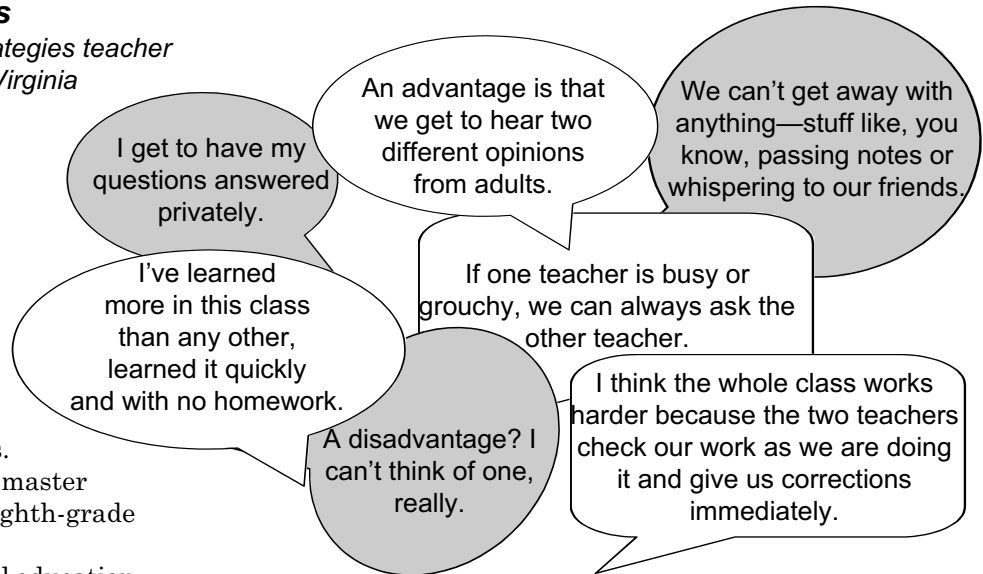 Virginia
teacher
I get to have my
questions answered
privately.
An advantage is that
we get to hear two
different opinions
from adults.
We can’t get away with
anything—stuff like, you
know, passing notes or
whispering to our friends.
I’ve learned
more in this class
than any other,
learned it quickly
and with no homework.
If one teacher is busy or
grouchy, we can always ask the
other teacher.
A disadvantage? I
can’t think of one,
really.
I think the whole class works
harder because the two teachers
check our work as we are doing
it and give us corrections
immediately.
master